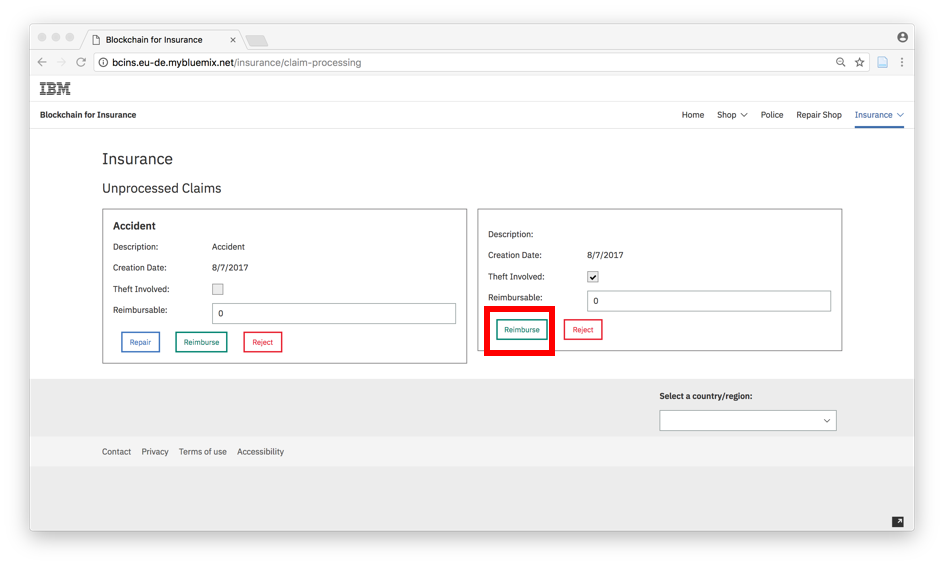 Blockchain for Insurance
bcins.eu-de.mybluemix.net/insurance/claim-processing
IBM
Blockchain for Insurance
Home Shop Police Repair Shop Insurance
Insurance
Unprocessed Claims
Accident
Description: Accident
Creation Date: 8/7/2017
Theft Involved:
Reimbursable: 0
Repair Reimburse Reject
Description:
Creation Date: 8/7/2017
Theft Involved:
Reimbursable: 0
Reimburse Reject
Select a country/region:
Contact Privacy Terms of use Accessibility